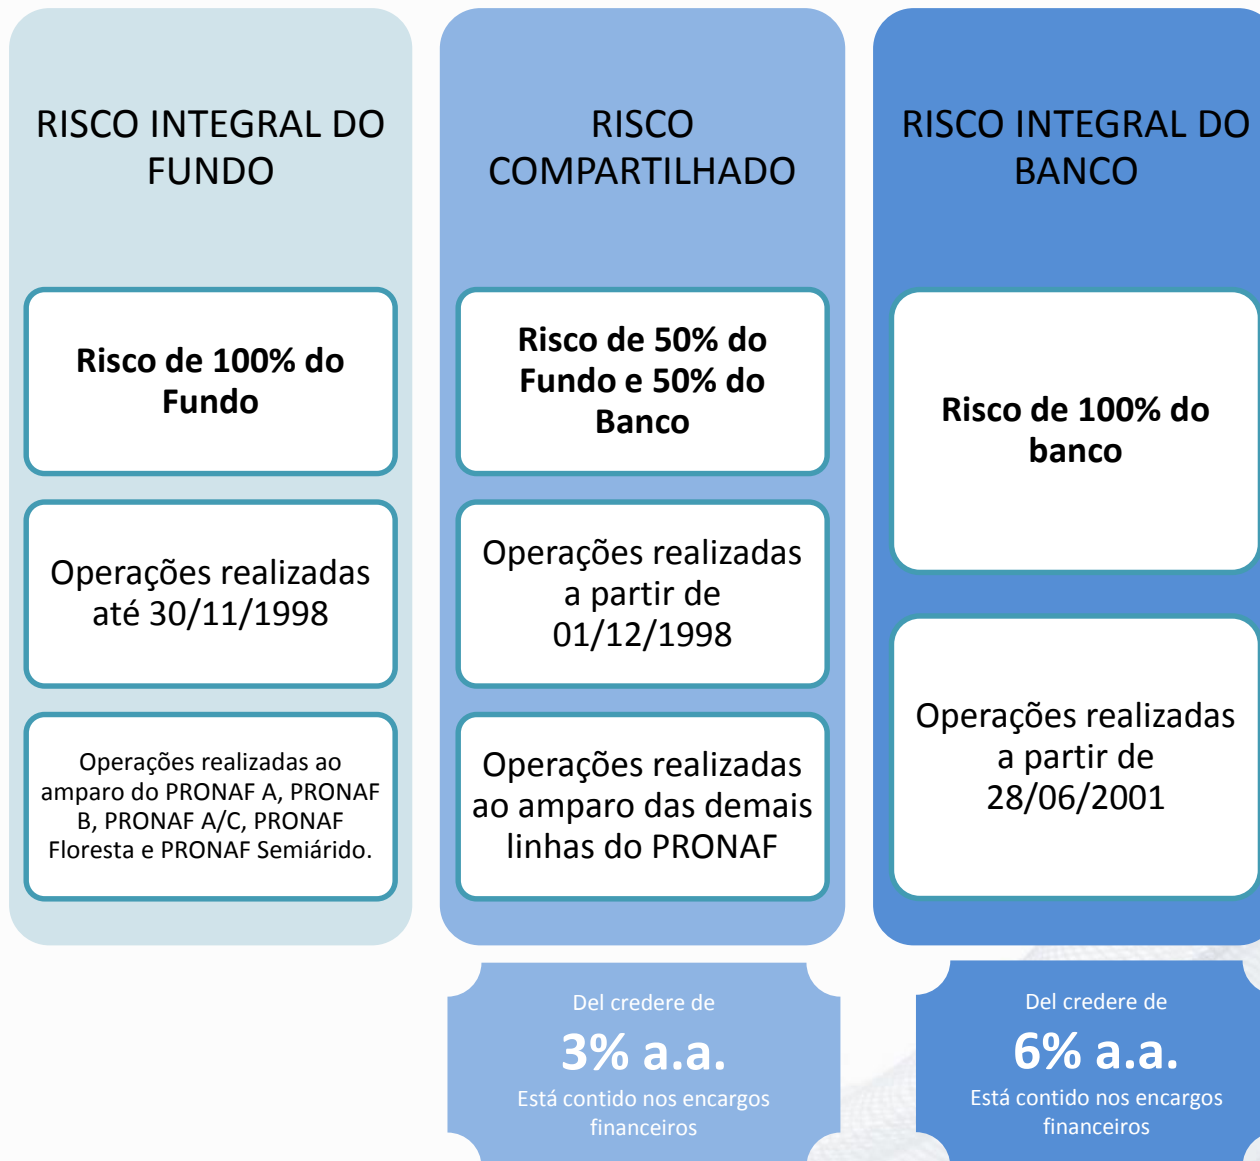 RISCO INTEGRAL DO
FUNDO
Risco de 100% do
Fundo
Operações realizadas
até 30/11/1998
Operações realizadas ao
amparo do PRONAF A, PRONAF
B, PRONAF A/C, PRONAF
Floresta e PRONAF Semiárido.
RISCO
COMPARTILHADO
Risco de 50% do
Fundo e 50% do
Banco
Operações realizadas
a partir de
01/12/1998
Operações realizadas
ao amparo das demais
linhas do PRONAF
Del credere de
3% a.a.
Está contido nos encargos
financeiros
RISCO INTEGRAL DO
BANCO
Risco de 100% do
banco
Operações realizadas
a partir de
28/06/2001
Del credere de
6% a.a.
Está contido nos encargos
financeiros